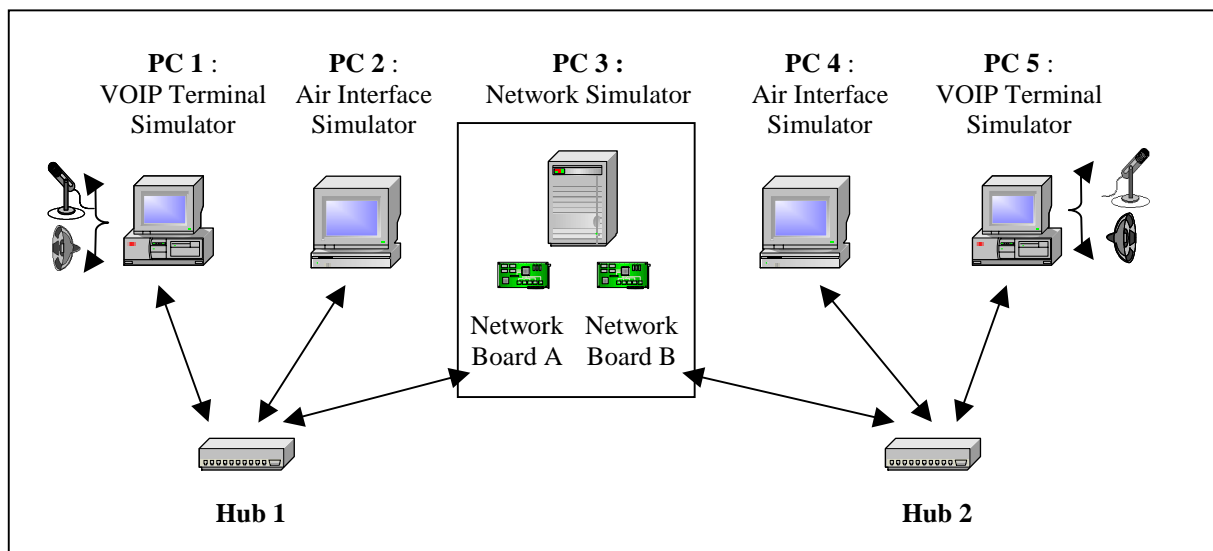 PC 1 :
VOIP Terminal
Simulator
PC 2 :
Air Interface
Simulator
PC 3 :
Network Simulator
PC 4 :
Air Interface
Simulator
PC 5 :
VOIP Terminal
Simulator
Network
Board A
Network
Board B
Hub 1
Hub 2